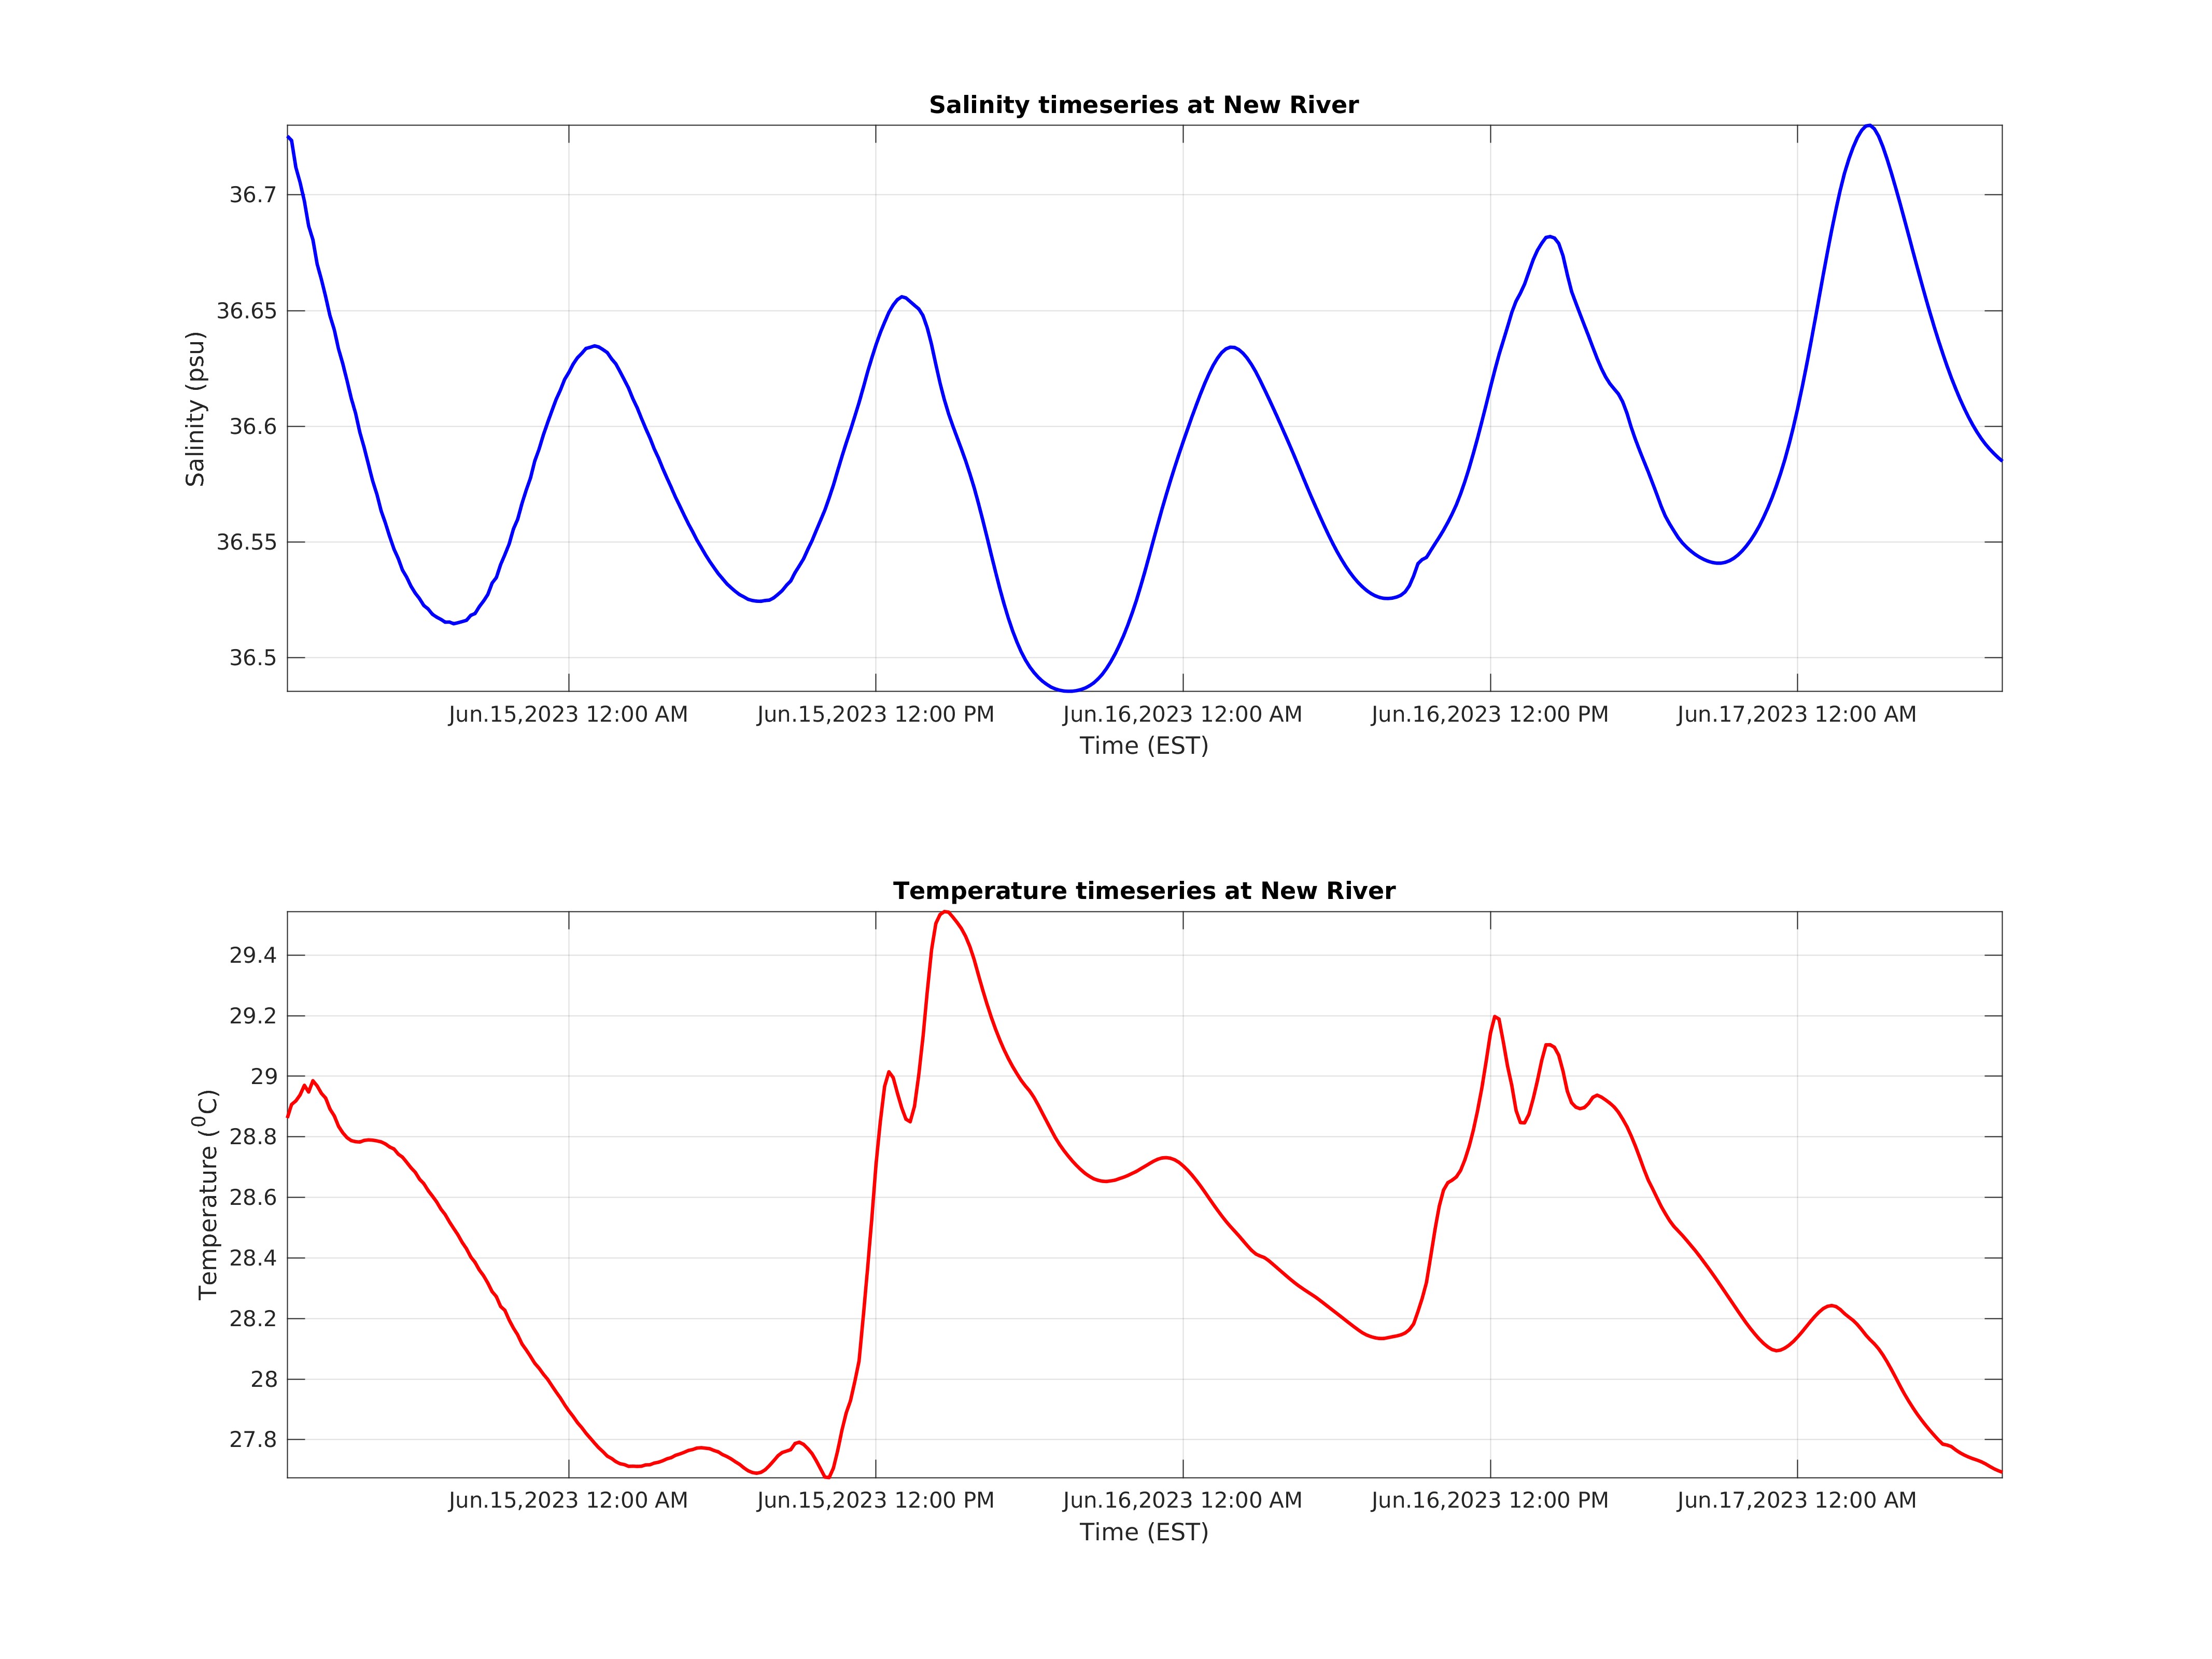 Salinity timeseries at New River
36.7
36.65
36.6
36.55
36.5
Salinity (psu)
Jun.15,2023 12:00 AM
Jun.15,2023 12:00 PM
Jun.16,2023 12:00 AM
Jun.16,2023 12:00 PM
Jun.17,2023 12:00 AM
Time (EST)
Temperature timeseries at New River
29.4
29.2
29
28.8
28.6
28.4
28.2
28
27.8
Temperature (⁰C)
Jun.15,2023 12:00 AM
Jun.15,2023 12:00 PM
Jun.16,2023 12:00 AM
Jun.16,2023 12:00 PM
Jun.17,2023 12:00 AM
Time (EST)